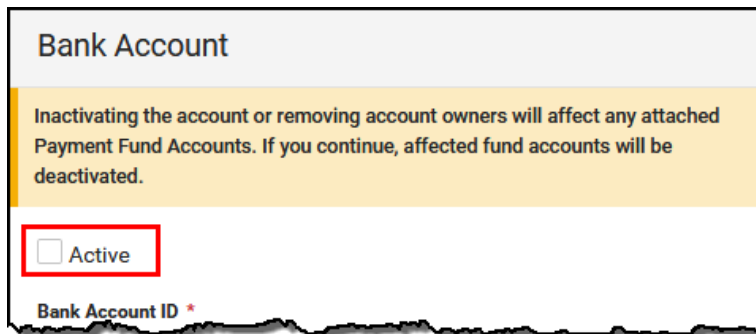 Bank Account
Inactivating the account or removing account owners will affect any attached
Payment Fund Accounts. If you continue, affected fund accounts will be
deactivated.
Active
Bank Account ID *